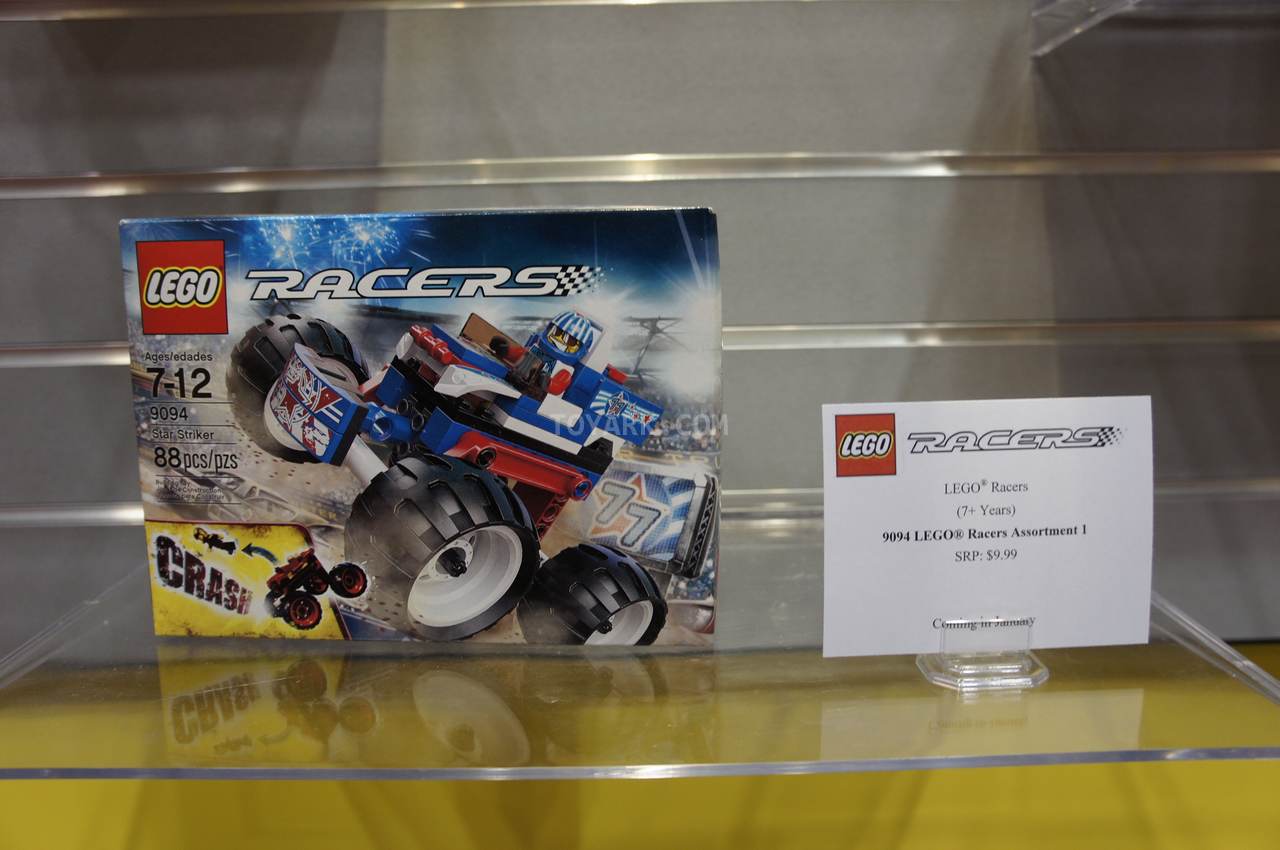 LEGO RACERS
Ages/edades
7-12
9094
Star Striker
88pcs/pzs
CRASH
77
TOYARK.COM
LEGO RACERS
LEGO® Racers
(7+ Years)
9094 LEGO® Racers Assortment 1
SRP: $9.99
Coming in January